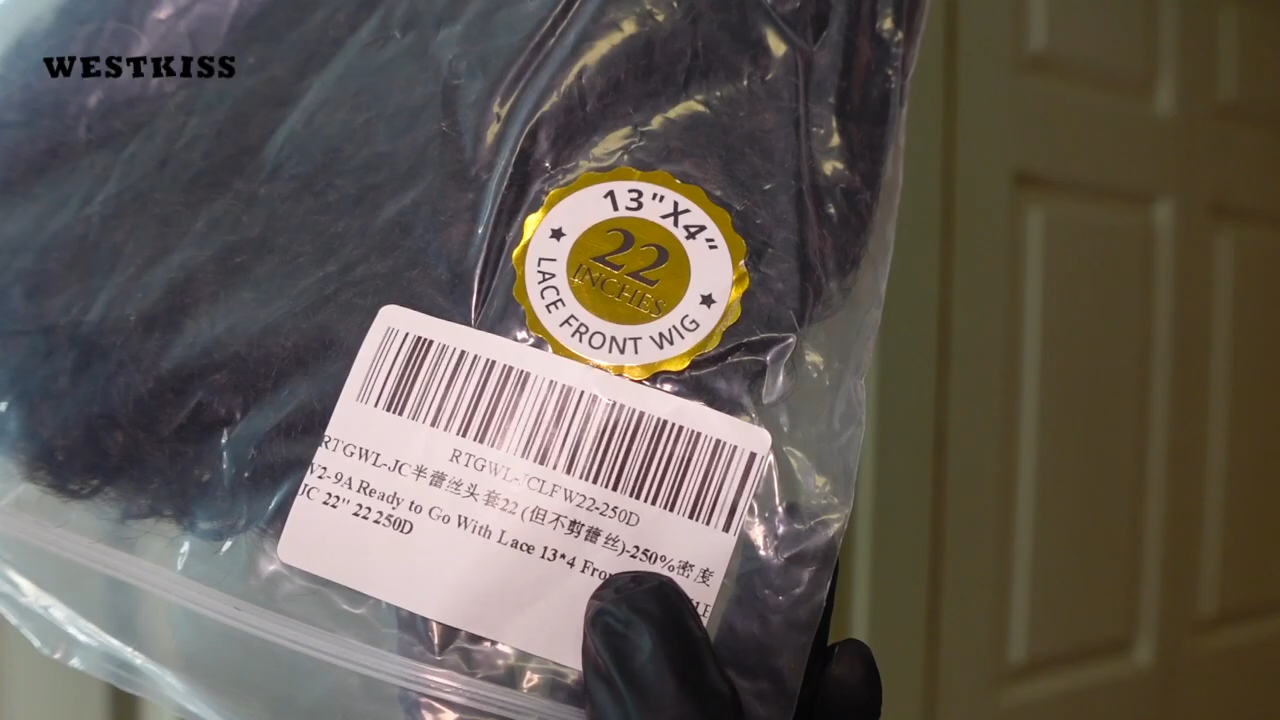 WESTKISS
13"X4"
22
INCHES
LACE FRONT WIG
RTGWL-JCLFW22-250D
RTGWL-JC半蕾丝头套22 (但不剪蕾丝)-250%密度
V2-9A Ready to Go With Lace 13*4
JC 22'' 22 250D